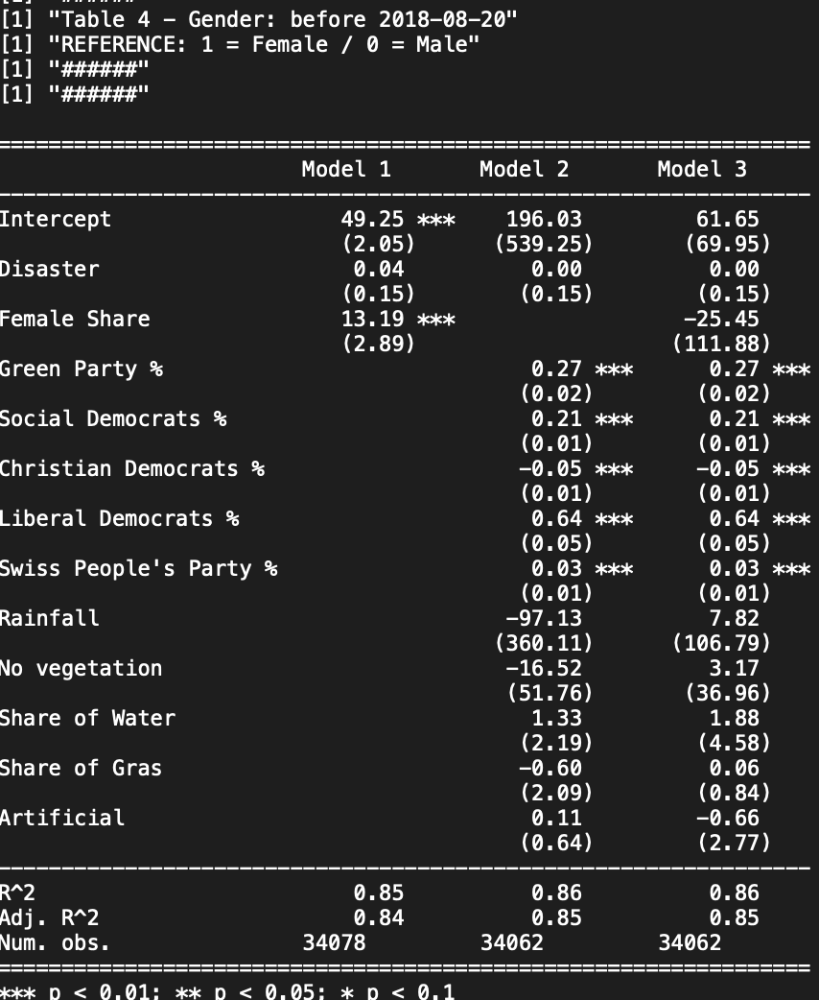 [1] "Table 4 - Gender: before 2018-08-20"
[1] "REFERENCE: 1 = Female / 0 = Male"
[1] "######"
[1] "######"
=================================================================
Model 1 Model 2 Model 3
-----------------------------------------------------------------
Intercept 49.25 *** 196.03 61.65
(2.05) (539.25) (69.95)
Disaster 0.04 0.00 0.00
(0.15) (0.15) (0.15)
Female Share 13.19 *** -25.45
(2.89) (111.88)
Green Party % 0.27 *** 0.27 ***
(0.02) (0.02)
Social Democrats % 0.21 *** 0.21 ***
(0.01) (0.01)
Christian Democrats % -0.05 *** -0.05 ***
(0.01) (0.01)
Liberal Democrats % 0.64 *** 0.64 ***
(0.05) (0.05)
Swiss People's Party % 0.03 *** 0.03 ***
(0.01) (0.01)
Rainfall -97.13 7.82
(360.11) (106.79)
No vegetation -16.52 3.17
(51.76) (36.96)
Share of Water 1.33 1.88
(2.19) (4.58)
Share of Gras -0.60 0.06
(2.09) (0.84)
Artificial 0.11 -0.66
(0.64) (2.77)
-----------------------------------------------------------------
R^2 0.85 0.86 0.86
Adj. R^2 0.84 0.85 0.85
Num. obs. 34078 34062 34062
=================================================================
*** p < 0.01; ** p < 0.05; * p < 0.1